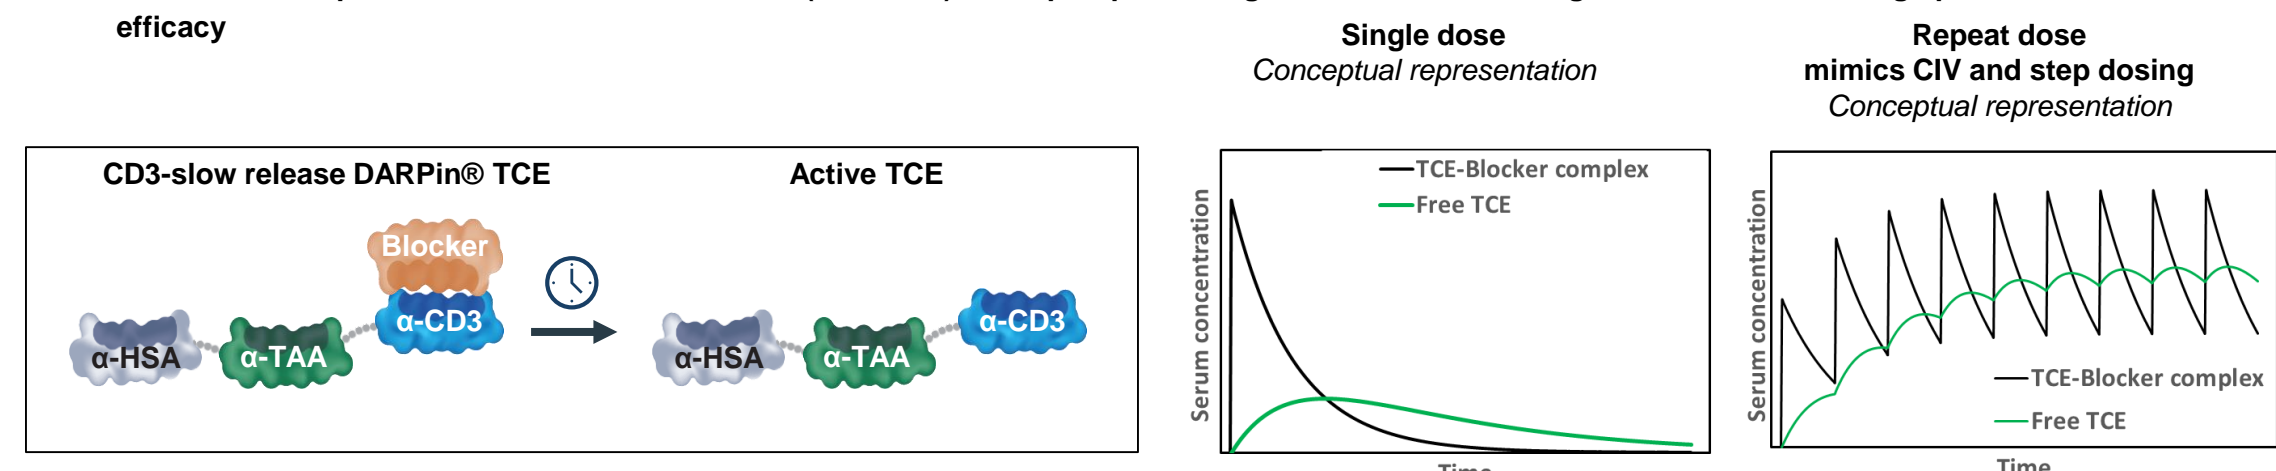 efficacy
Single dose
Conceptual representation
Repeat dose
mimics CIV and step dosing
Conceptual representation
CD3-slow release DARPin® TCE
Active TCE
Blocker
α-HSA
α-TAA
α-CD3
α-HSA
α-TAA
α-CD3
Serum concentration
TCE-Blocker complex
Free TCE
Time
Serum concentration
TCE-Blocker complex
Free TCE
Time